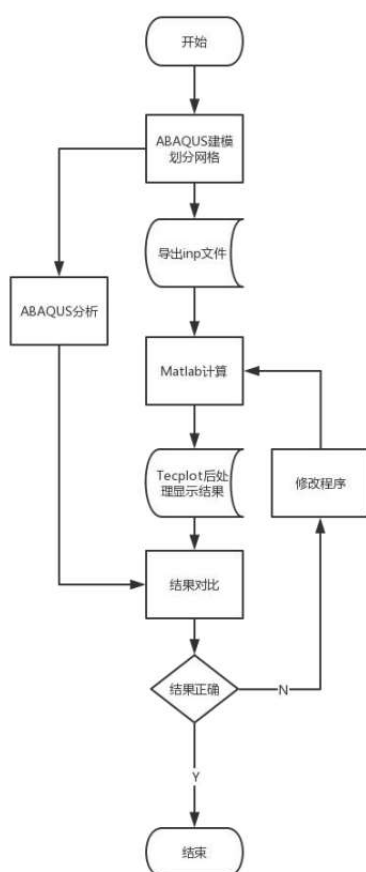 开始
ABAQUS建模
划分网格
导出inp文件
ABAQUS分析
Matlab计算
Tecplot后处
理显示结果
修改程序
结果对比
结果正确
N
Y
结束